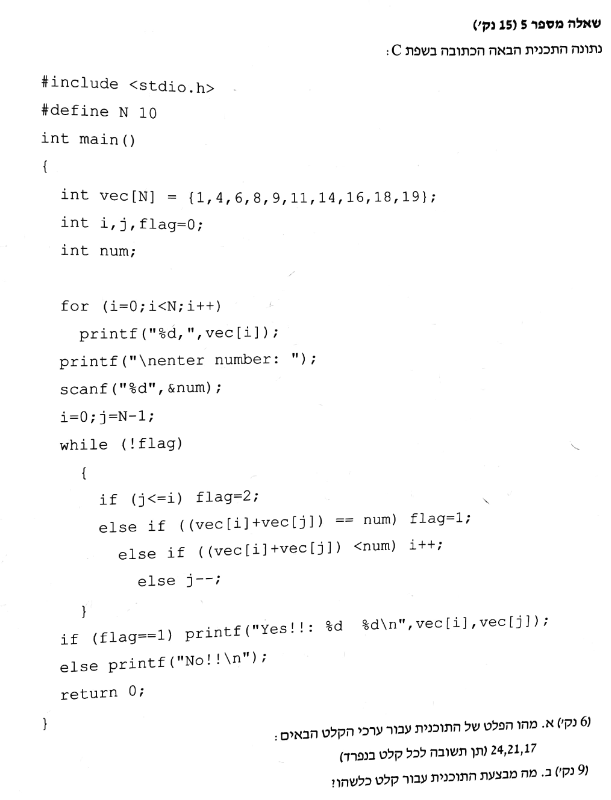 שאלה מספר 5 (15 נק')
נתונה התכנית הבאה הכתובה בשפת C:
#include <stdio.h>
#define N 10
int main()
{
int vec[N] = {1,4,6,8,9,11,14,16,18,19};
int i,j,flag=0;
int num;
for (i=0;i<N;i++)
printf("%d,",vec[i]);
printf("\nenter number: ");
scanf("%d",&num);
i=0;j=N-1;
while (!flag)
{
if (j<=i) flag=2;
else if ((vec[i]+vec[j]) == num) flag=1;
else if ((vec[i]+vec[j]) <num) i++;
else j--;
}
if (flag==1) printf("Yes!!: %d  %d\n",vec[i],vec[j]);
else printf("No!!\n");
return 0;
}
(6 נק') א. מהו הפלט של התוכנית עבור ערכי הקלט הבאים:
24,21,17 (תן תשובה לכל קלט בנפרד)
(9 נק') ב. מה מבצעת התוכנית עבור קלט כלשהו?